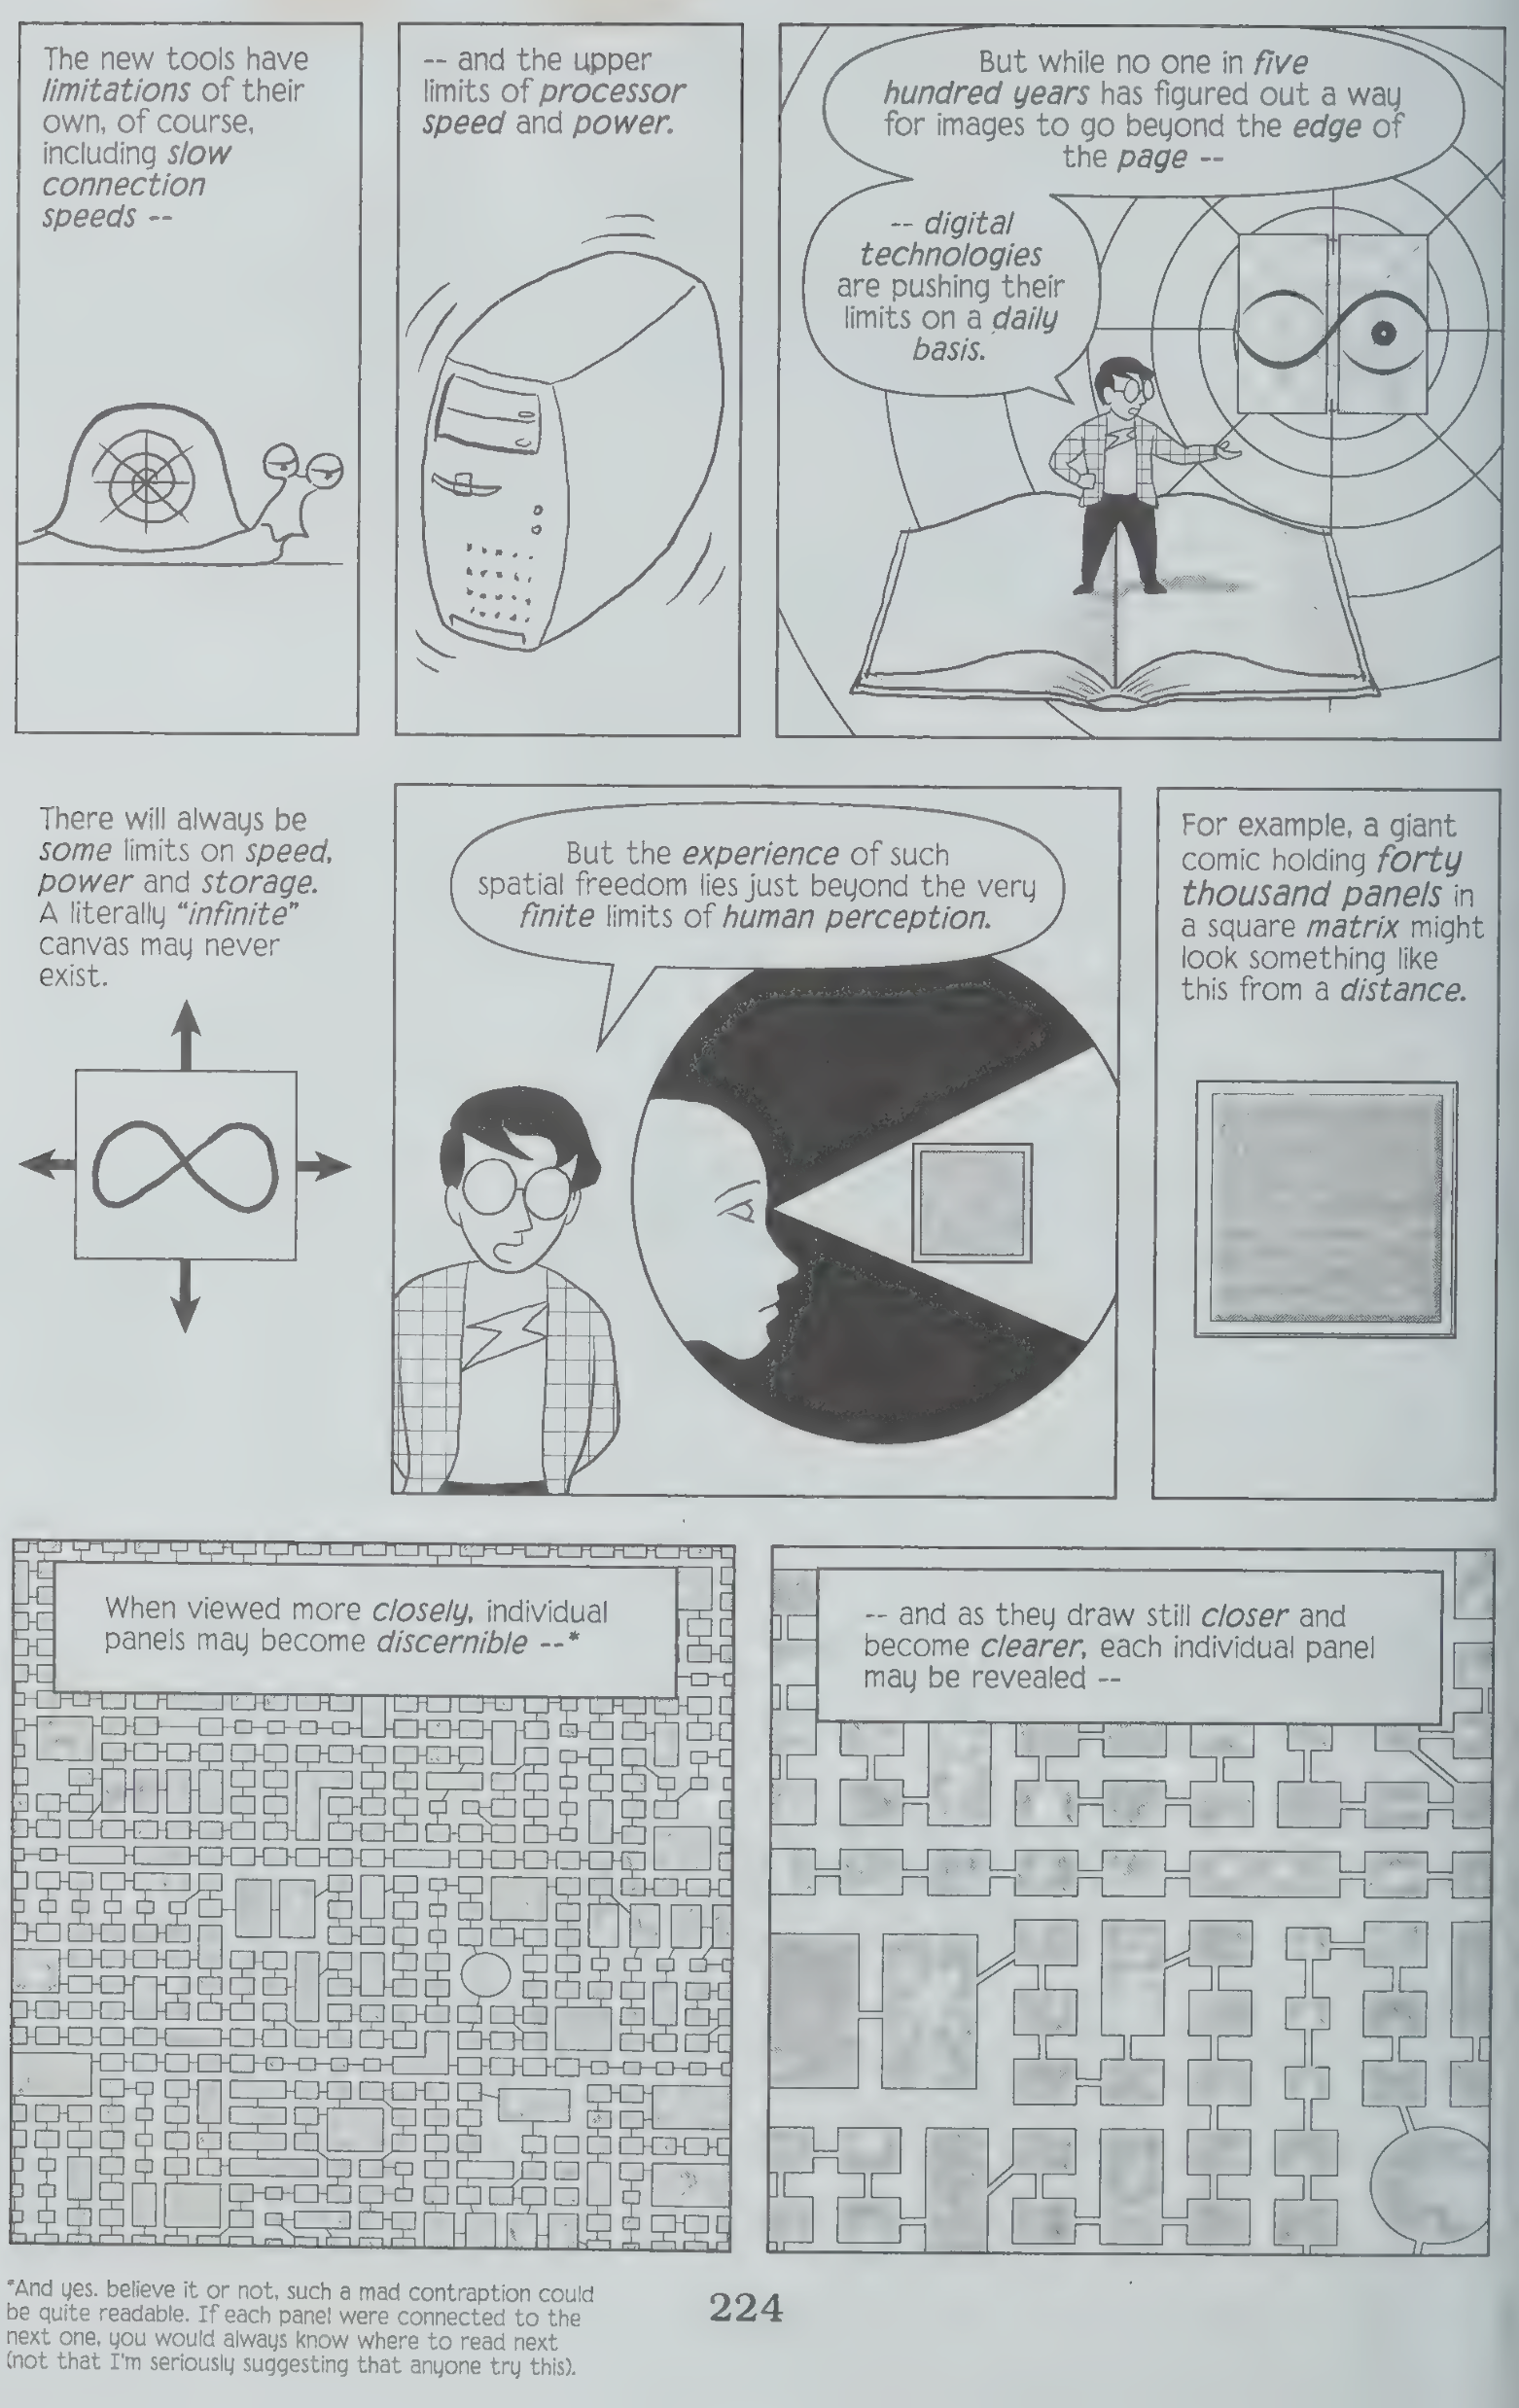 The new tools have
limitations of their
own, of course,
including slow
connection
speeds --
-- and the upper
limits of processor
speed and power.
But while no one in five
hundred years has figured out a way
for images to go beyond the edge of
the page --
-- digital
technologies
are pushing their
limits on a daily
basis.
There will always be
some limits on speed,
power and storage.
A literally “infinite”
canvas may never
exist.
But the experience of such
spatial freedom lies just beyond the very
finite limits of human perception.
For example, a giant
comic holding forty
thousand panels in
a square matrix might
look something like
this from a distance.
When viewed more closely, individual
panels may become discernible --*
-- and as they draw still closer and
become clearer, each individual panel
may be revealed --
*And yes, believe it or not, such a mad contraption could
be quite readable. If each panel were connected to the
next one, you would always know where to read next
(not that I'm seriously suggesting that anyone try this).
224